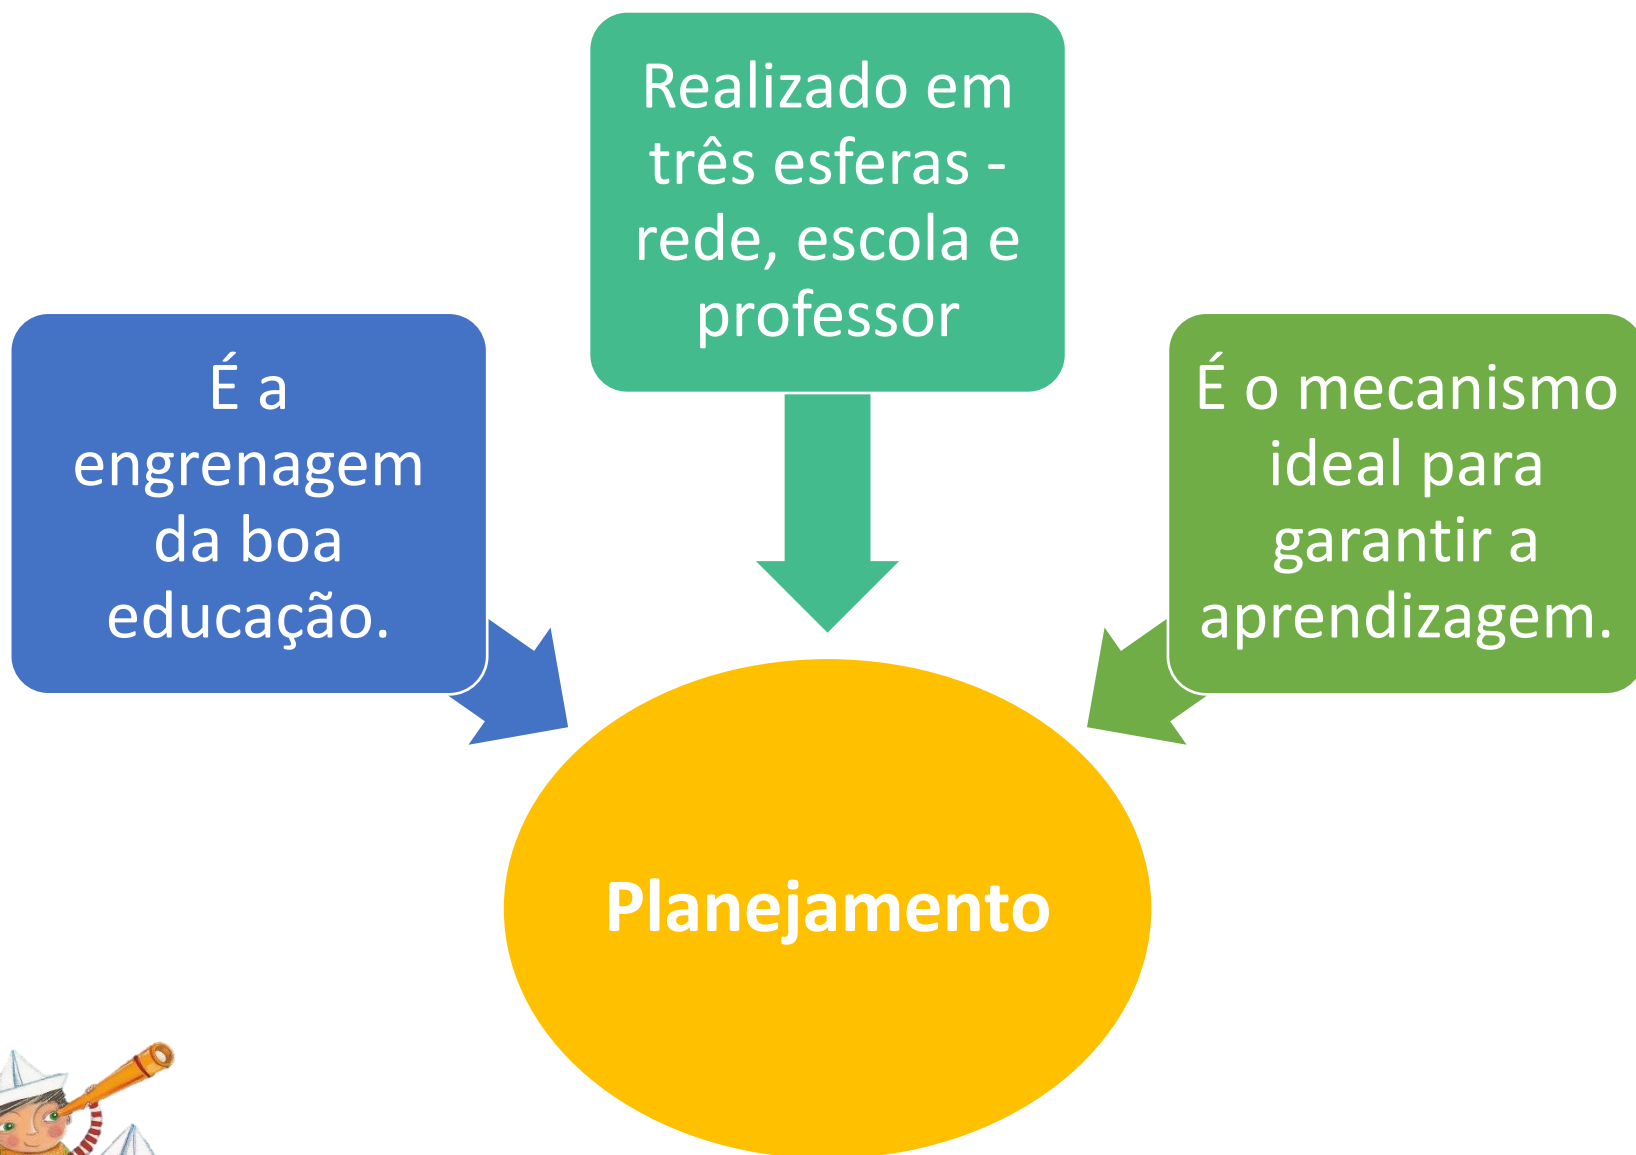 Realizado em
três esferas -
rede, escola e
professor
É a
engrenagem
da boa
educação.
É o mecanismo
ideal para
garantir a
aprendizagem.
Planejamento